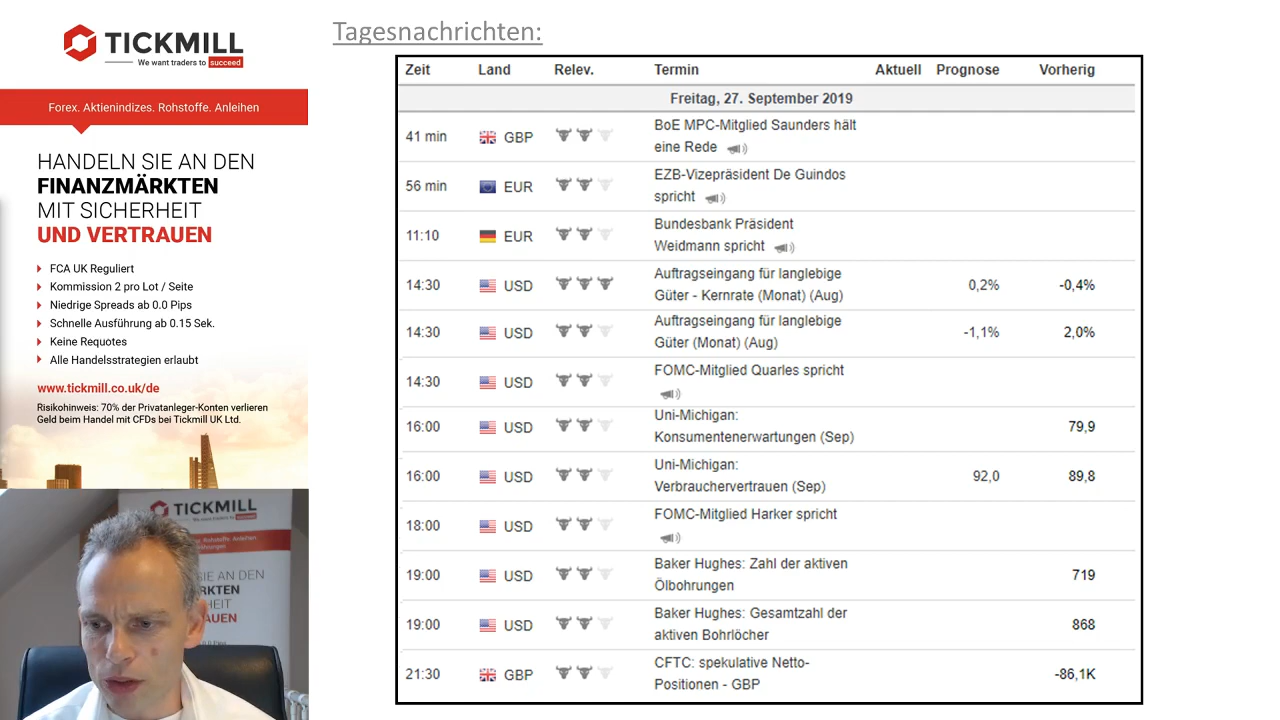 TICKMILL
We want traders to succeed
Forex. Aktienindizes. Rohstoffe. Anleihen
HANDELN SIE AN DEN
FINANZMÄRKTEN
MIT SICHERHEIT
UND VERTRAUEN
FCA UK Reguliert
Kommission 2 pro Lot / Seite
Niedrige Spreads ab 0.0 Pips
Schnelle Ausführung ab 0.15 Sek.
Keine Requotes
Alle Handelsstrategien erlaubt
www.tickmill.co.uk/de
Risikohinweis: 70% der Privatanleger-Konten verlieren
Geld beim Handel mit CFDs bei Tickmill UK Ltd.
TICKMILL
We want traders to succeed
Rohstoffe. Anleihen
SIE AN DEN
RKTEN
HEIT
AUEN
Tagesnachrichten:
Zeit Land Relev. Termin Aktuell Prognose Vorherig
Freitag, 27. September 2019
41 min GBP BoE MPC-Mitglied Saunders hält
eine Rede
56 min EUR EZB-Vizepräsident De Guindos
spricht
11:10 EUR Bundesbank Präsident
Weidmann spricht
14:30 USD Auftragseingang für langlebige
Güter - Kernrate (Monat) (Aug) 0,2% -0,4%
14:30 USD Auftragseingang für langlebige
Güter (Monat) (Aug) -1,1% 2,0%
14:30 USD FOMC-Mitglied Quarles spricht
16:00 USD Uni-Michigan:
Konsumentenerwartungen (Sep) 79,9
16:00 USD Uni-Michigan:
Verbrauchervertrauen (Sep) 92,0 89,8
18:00 USD FOMC-Mitglied Harker spricht
19:00 USD Baker Hughes: Zahl der aktiven
Ölbohrungen 719
19:00 USD Baker Hughes: Gesamtzahl der
aktiven Bohrlöcher 868
21:30 GBP CFTC: spekulative Netto-
Positionen - GBP -86,1K